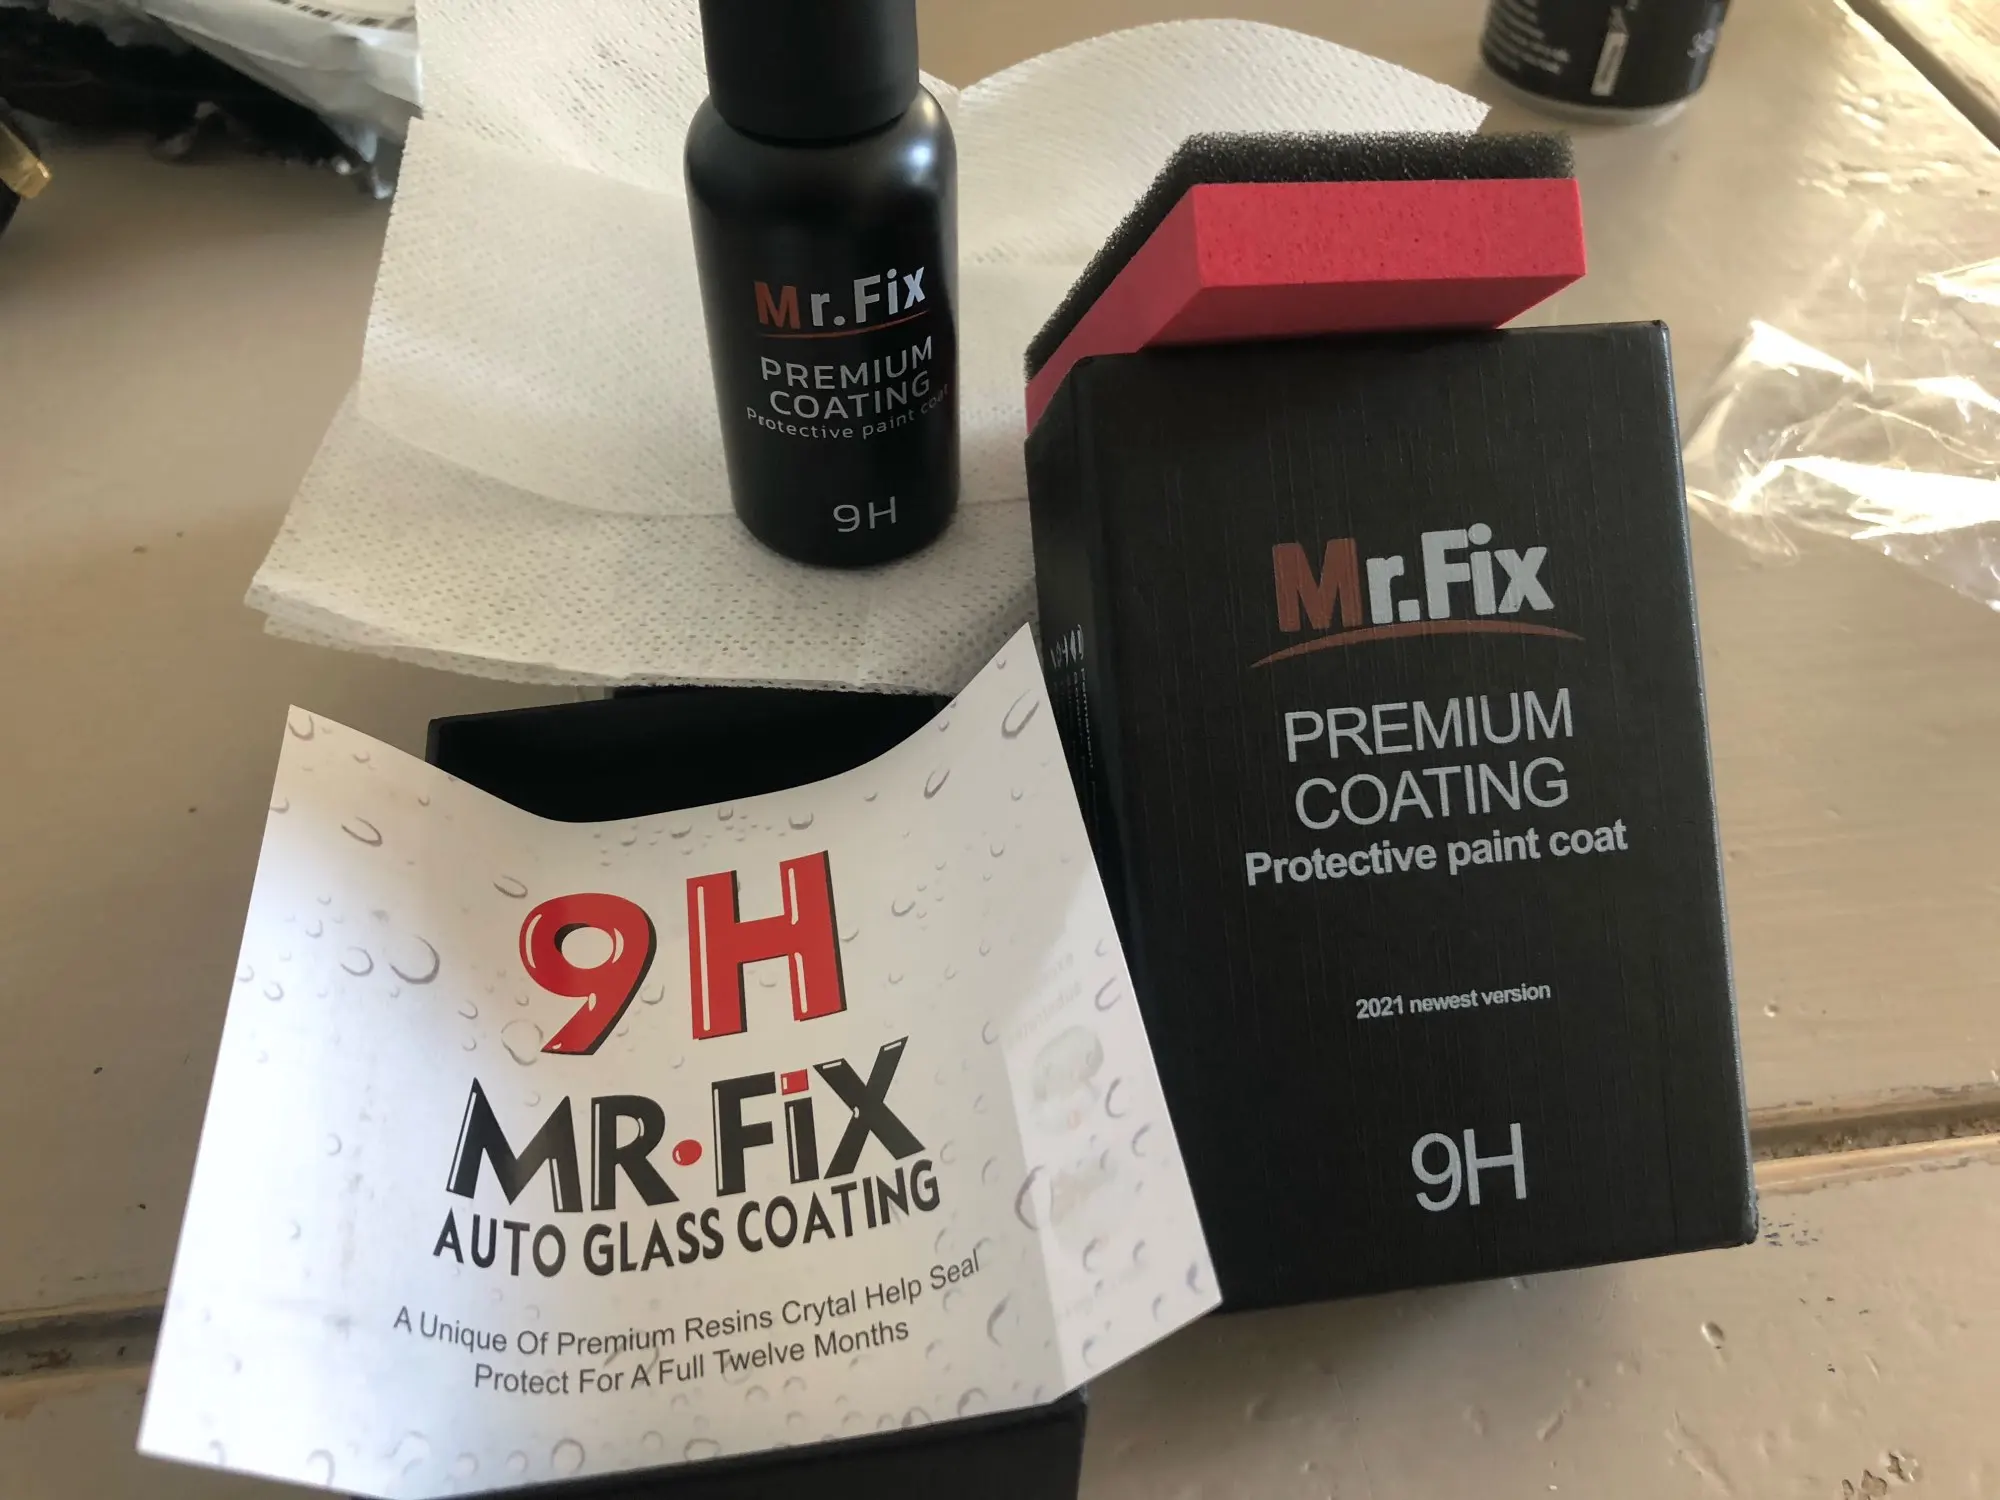 Mr.Fix
PREMIUM
COATING
Protective paint coat
9H
Mr.Fix
PREMIUM
COATING
Protective paint coat
2021 newest version
9H
9H
MR·FiX
AUTO GLASS COATING
A Unique Of Premium Resins Crytal Help Seal
Protect For A Full Twelve Months